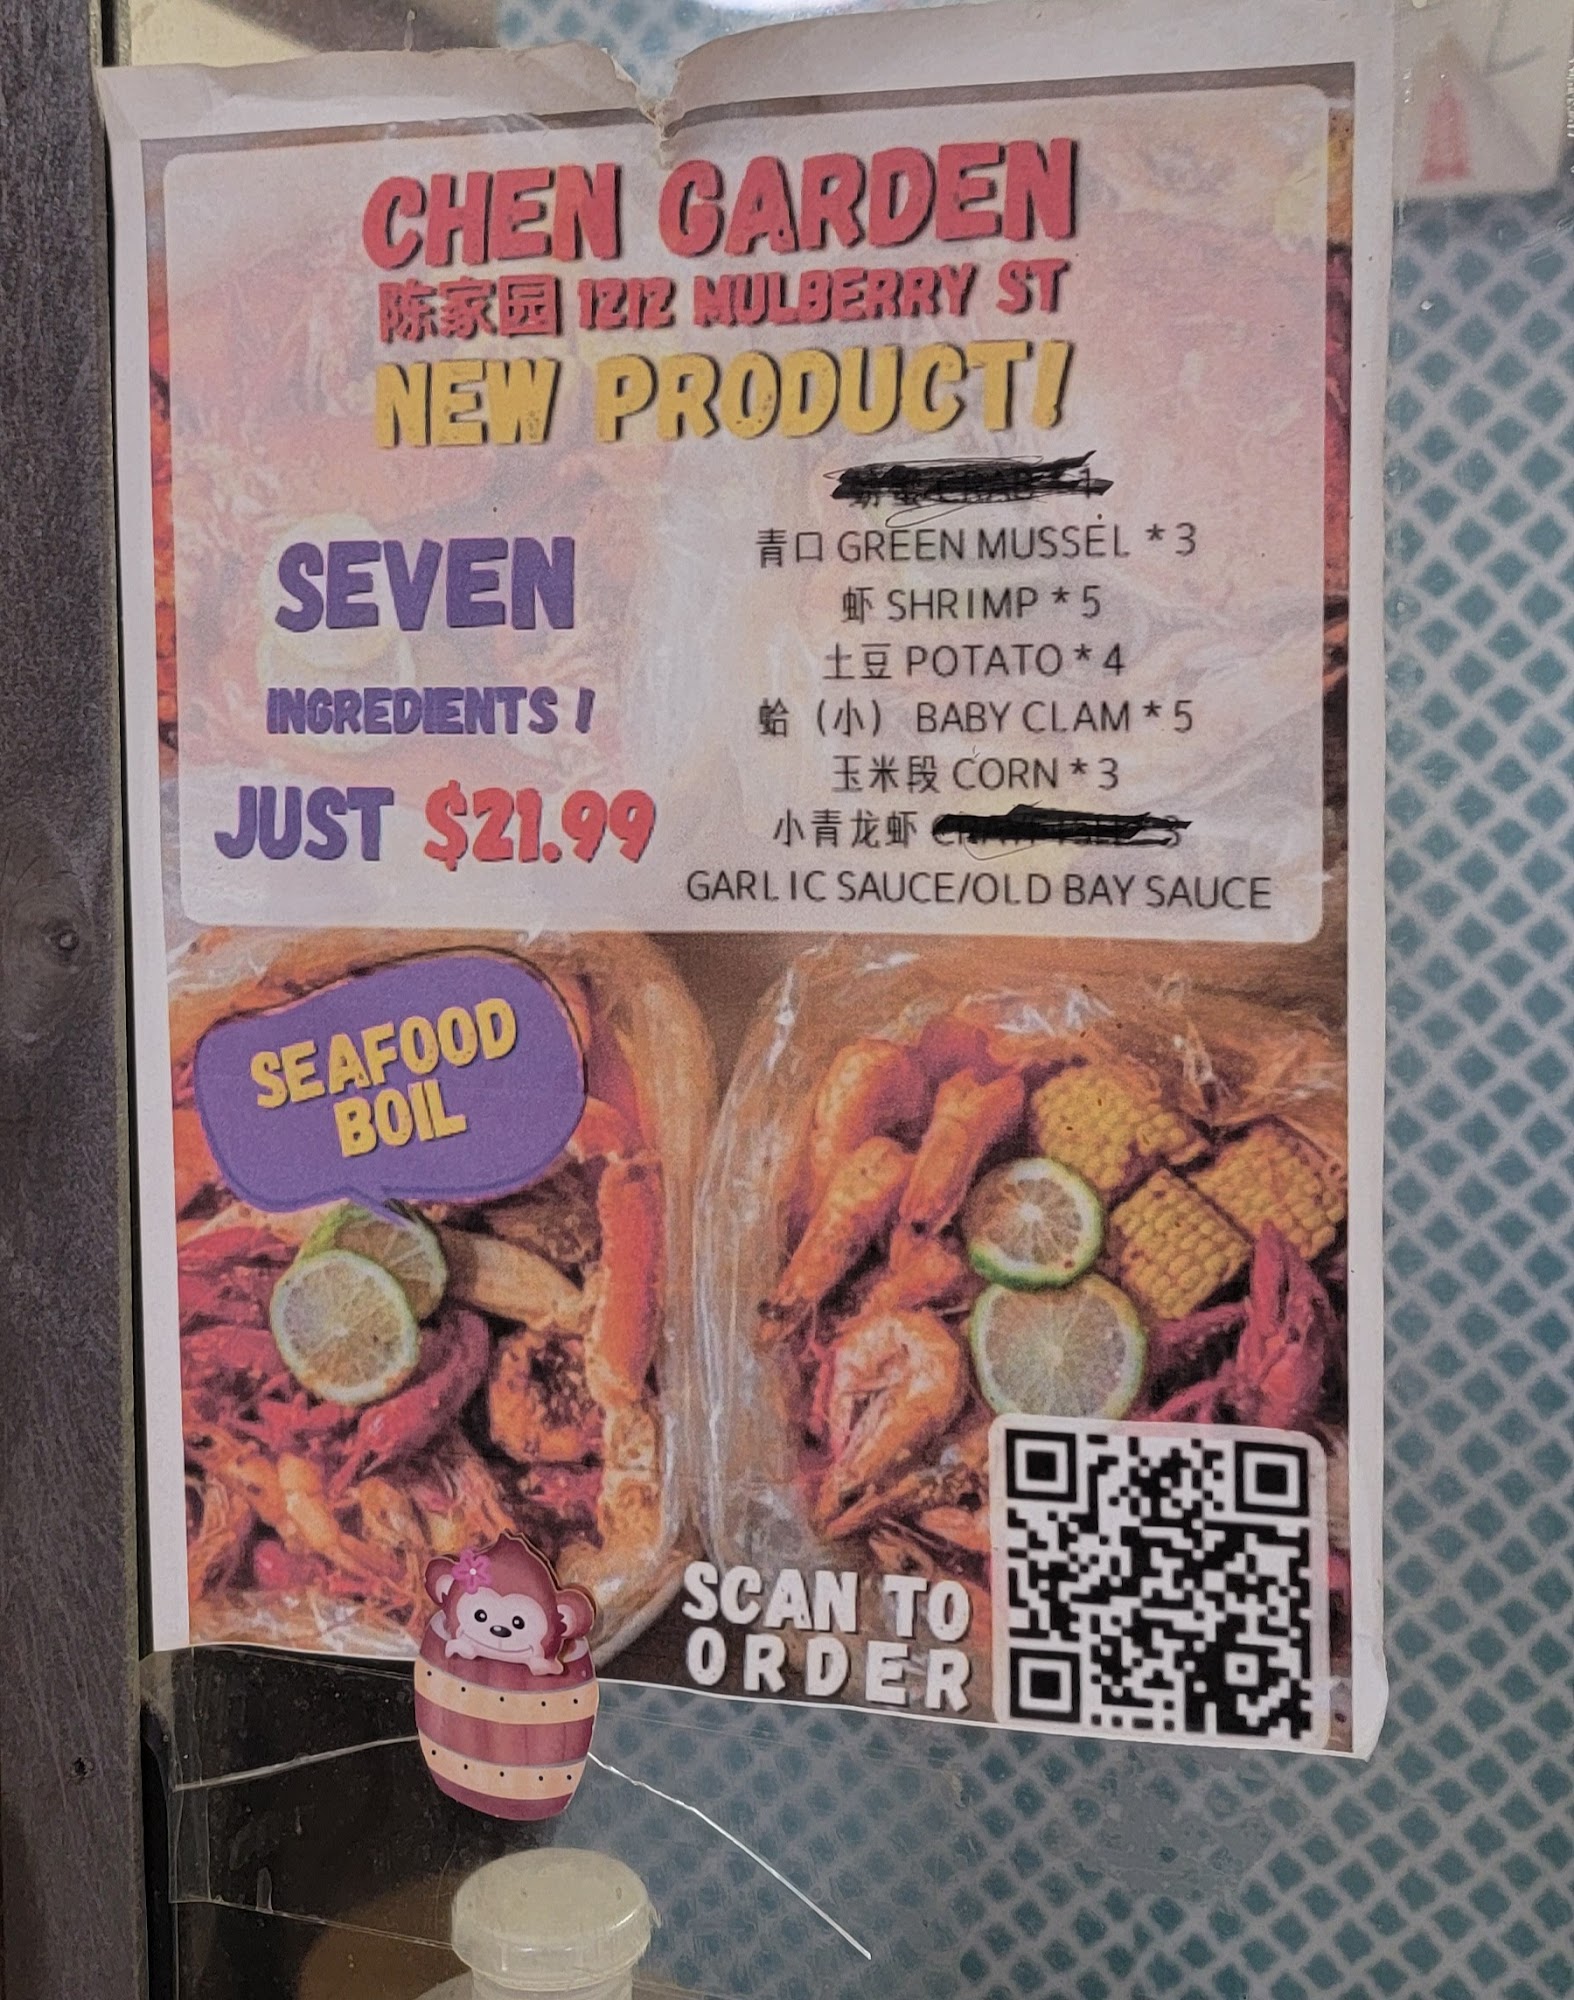 CHEN GARDEN
陈家园 1212 MULBERRY ST
NEW PRODUCT!
SEVEN
INGREDIENTS !
JUST $21.99
青口 GREEN MUSSEL * 3
虾 SHRIMP * 5
土豆 POTATO * 4
蛤（小） BABY CLAM * 5
玉米段 CORN * 3
小青龙虾
GARLIC SAUCE/OLD BAY SAUCE
SEAFOOD
BOIL
SCAN TO
ORDER